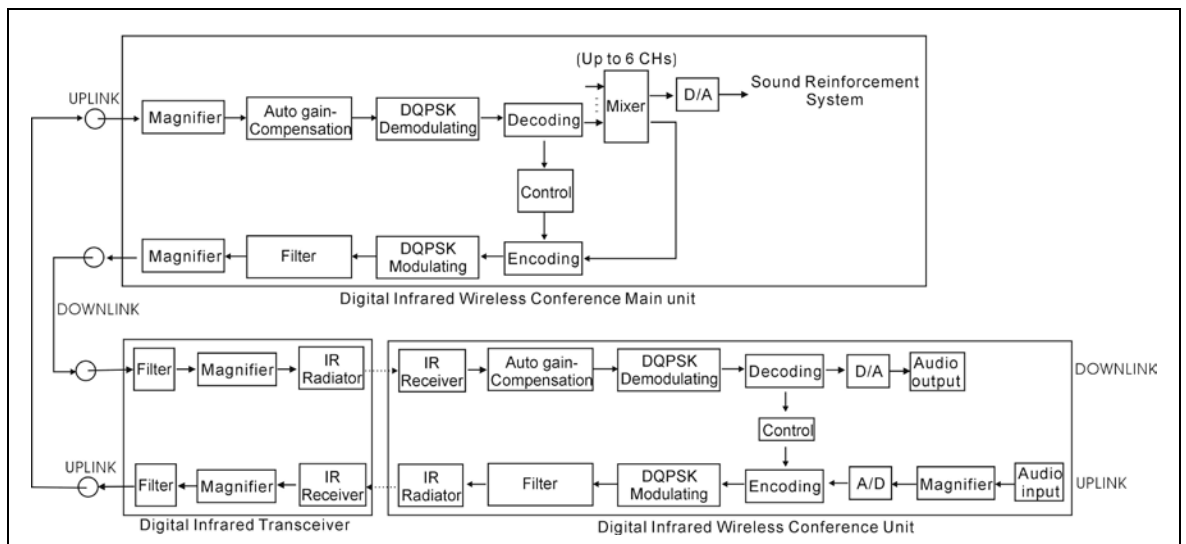 (Up to 6 CHs)
UPLINK
Magnifier
Auto gain-
Compensation
DQPSK
Demodulating
Decoding
Mixer
D/A
Sound Reinforcement
System
Control
Magnifier
Filter
DQPSK
Modulating
Encoding
Digital Infrared Wireless Conference Main unit
DOWNLINK
Filter
Magnifier
IR
Radiator
IR
Receiver
Auto gain-
Compensation
DQPSK
Demodulating
Decoding
D/A
Audio
output
DOWNLINK
Control
UPLINK
Filter
Magnifier
IR
Receiver
IR
Radiator
Filter
DQPSK
Modulating
Encoding
A/D
Magnifier
Audio
input
UPLINK
Digital Infrared Transceiver
Digital Infrared Wireless Conference Unit